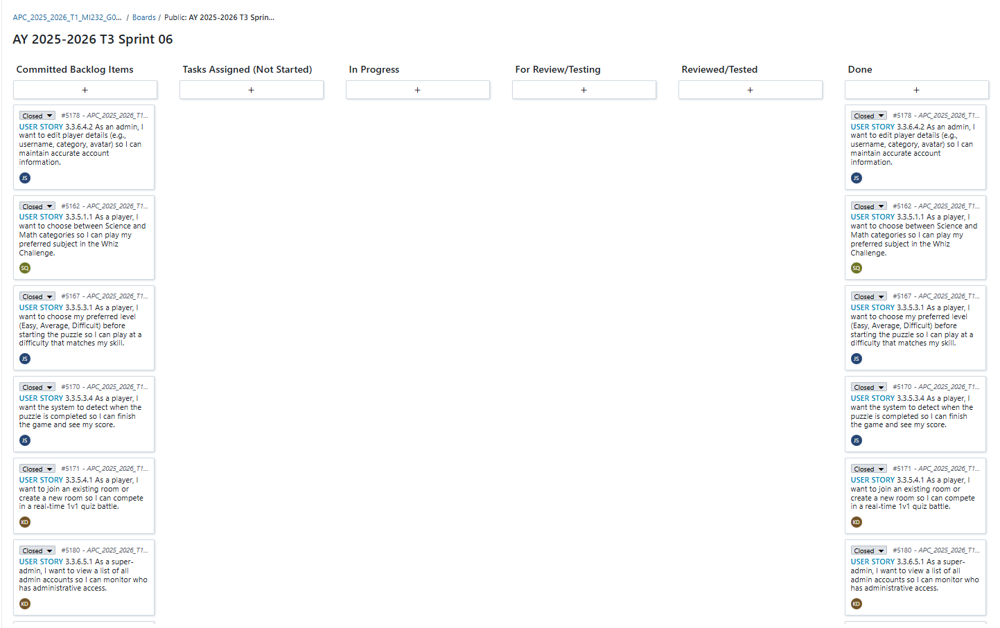 APC_2025_2026_T1_MI232_G0... / Boards / Public: AY 2025-2026 T3 Sprin...
AY 2025-2026 T3 Sprint 06
Committed Backlog Items
+
Closed #5178 - APC_2025_2026_T1...
USER STORY 3.3.6.4.2 As an admin, I
want to edit player details (e.g.,
username, category, avatar) so I can
maintain accurate account
information.
JS
Closed #5162 - APC_2025_2026_T1...
USER STORY 3.3.5.1.1 As a player, I
want to choose between Science and
Math categories so I can play my
preferred subject in the Whiz
Challenge.
SQ
Closed #5167 - APC_2025_2026_T1...
USER STORY 3.3.5.3.1 As a player, I
want to choose my preferred level
(Easy, Average, Difficult) before
starting the puzzle so I can play at a
difficulty that matches my skill.
JS
Closed #5170 - APC_2025_2026_T1...
USER STORY 3.3.5.3.4 As a player, I
want the system to detect when the
puzzle is completed so I can finish
the game and see my score.
JS
Closed #5171 - APC_2025_2026_T1...
USER STORY 3.3.5.4.1 As a player, I
want to join an existing room or
create a new room so I can compete
in a real-time 1v1 quiz battle.
KD
Closed #5180 - APC_2025_2026_T1...
USER STORY 3.3.6.5.1 As a super-
admin, I want to view a list of all
admin accounts so I can monitor who
has administrative access.
KD
Tasks Assigned (Not Started)
+
In Progress
+
For Review/Testing
+
Reviewed/Tested
+
Done
+
Closed #5178 - APC_2025_2026_T1...
USER STORY 3.3.6.4.2 As an admin, I
want to edit player details (e.g.,
username, category, avatar) so I can
maintain accurate account
information.
JS
Closed #5162 - APC_2025_2026_T1...
USER STORY 3.3.5.1.1 As a player, I
want to choose between Science and
Math categories so I can play my
preferred subject in the Whiz
Challenge.
SQ
Closed #5167 - APC_2025_2026_T1...
USER STORY 3.3.5.3.1 As a player, I
want to choose my preferred level
(Easy, Average, Difficult) before
starting the puzzle so I can play at a
difficulty that matches my skill.
JS
Closed #5170 - APC_2025_2026_T1...
USER STORY 3.3.5.3.4 As a player, I
want the system to detect when the
puzzle is completed so I can finish
the game and see my score.
JS
Closed #5171 - APC_2025_2026_T1...
USER STORY 3.3.5.4.1 As a player, I
want to join an existing room or
create a new room so I can compete
in a real-time 1v1 quiz battle.
KD
Closed #5180 - APC_2025_2026_T1...
USER STORY 3.3.6.5.1 As a super-
admin, I want to view a list of all
admin accounts so I can monitor who
has administrative access.
KD